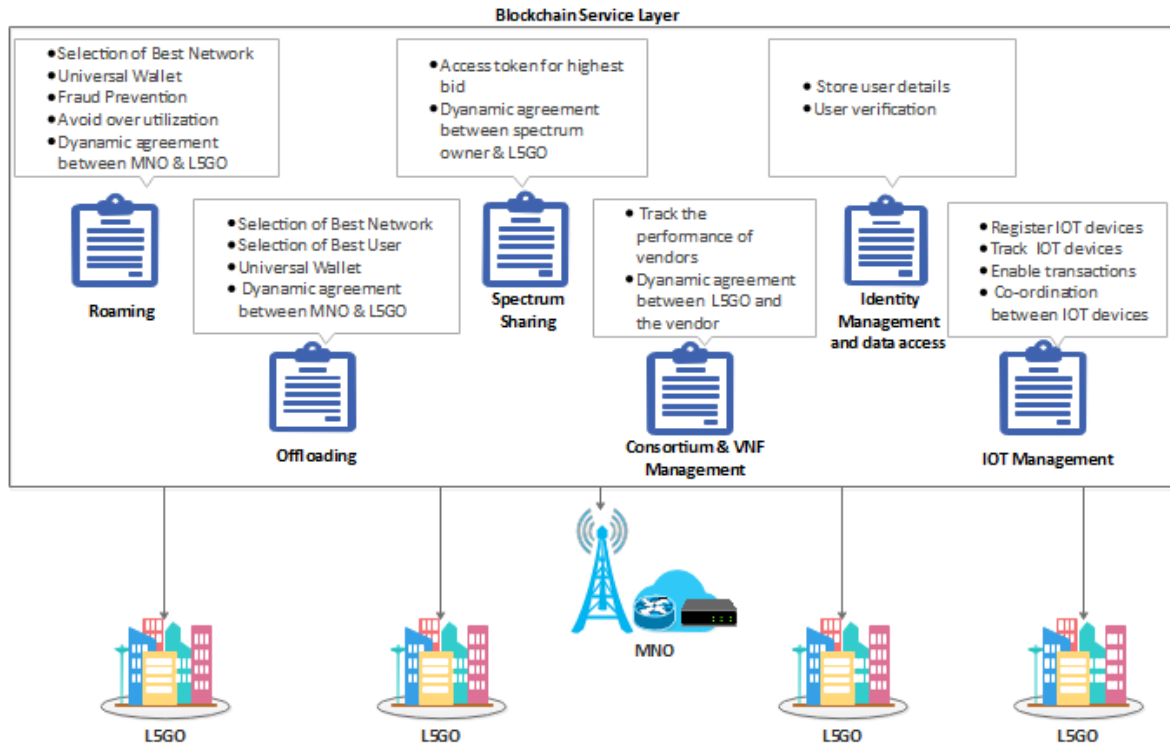 Blockchain Service Layer
● Selection of Best Network
● Universal Wallet
● Fraud Prevention
● Avoid over utilization
● Dyanamic agreement
between MNO & L5GO
Roaming
● Selection of Best Network
● Selection of Best User
● Universal Wallet
● Dyanamic agreement
between MNO & L5GO
Offloading
● Access token for highest
bid
● Dyanamic agreement
between spectrum
owner & L5GO
Spectrum
Sharing
● Track the
performance of
vendors
● Dyanamic agreement
between L5GO and
the vendor
Consortium & VNF
Management
● Store user details
● User verification
Identity
Management
and data access
● Register IOT devices
● Track IOT devices
● Enable transactions
● Co-ordination
between IOT devices
IOT Management
MNO
L5GO
L5GO
L5GO
L5GO